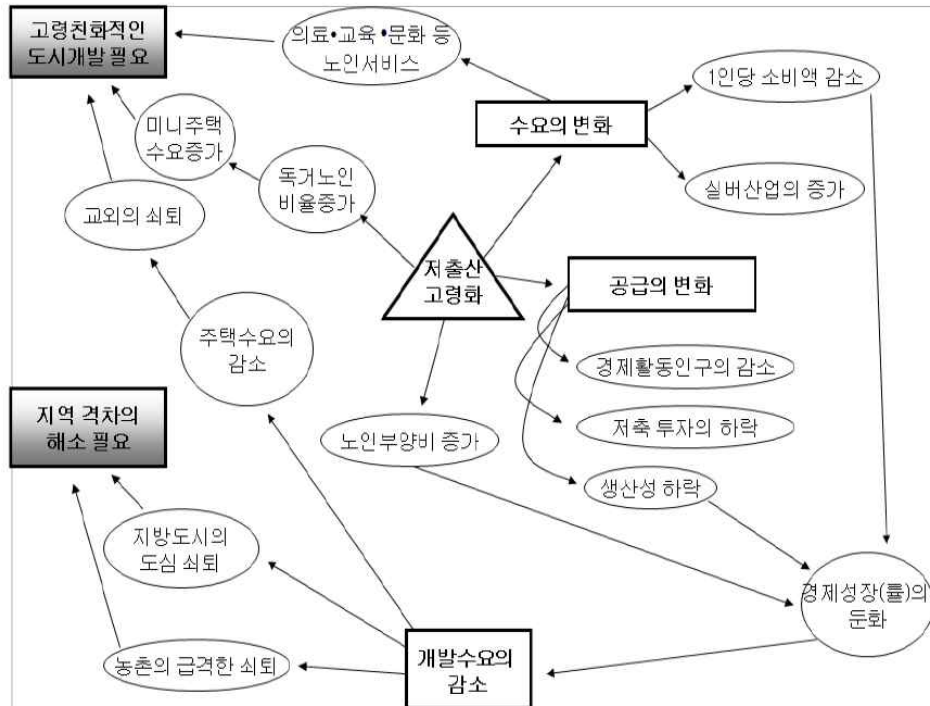 고령친화적인
도시개발 필요
의료•교육•문화 등
노인서비스
1인당 소비액 감소
수요의 변화
미니주택
수요증가
독거노인
비율증가
실버산업의 증가
교외의 쇠퇴
저출산
고령화
공급의 변화
주택수요의
감소
경제활동인구의 감소
지역 격차의
해소 필요
저축 투자의 하락
노인부양비 증가
생산성 하락
지방도시의
도심 쇠퇴
경제성장(률)의
둔화
개발수요의
감소
농촌의 급격한 쇠퇴